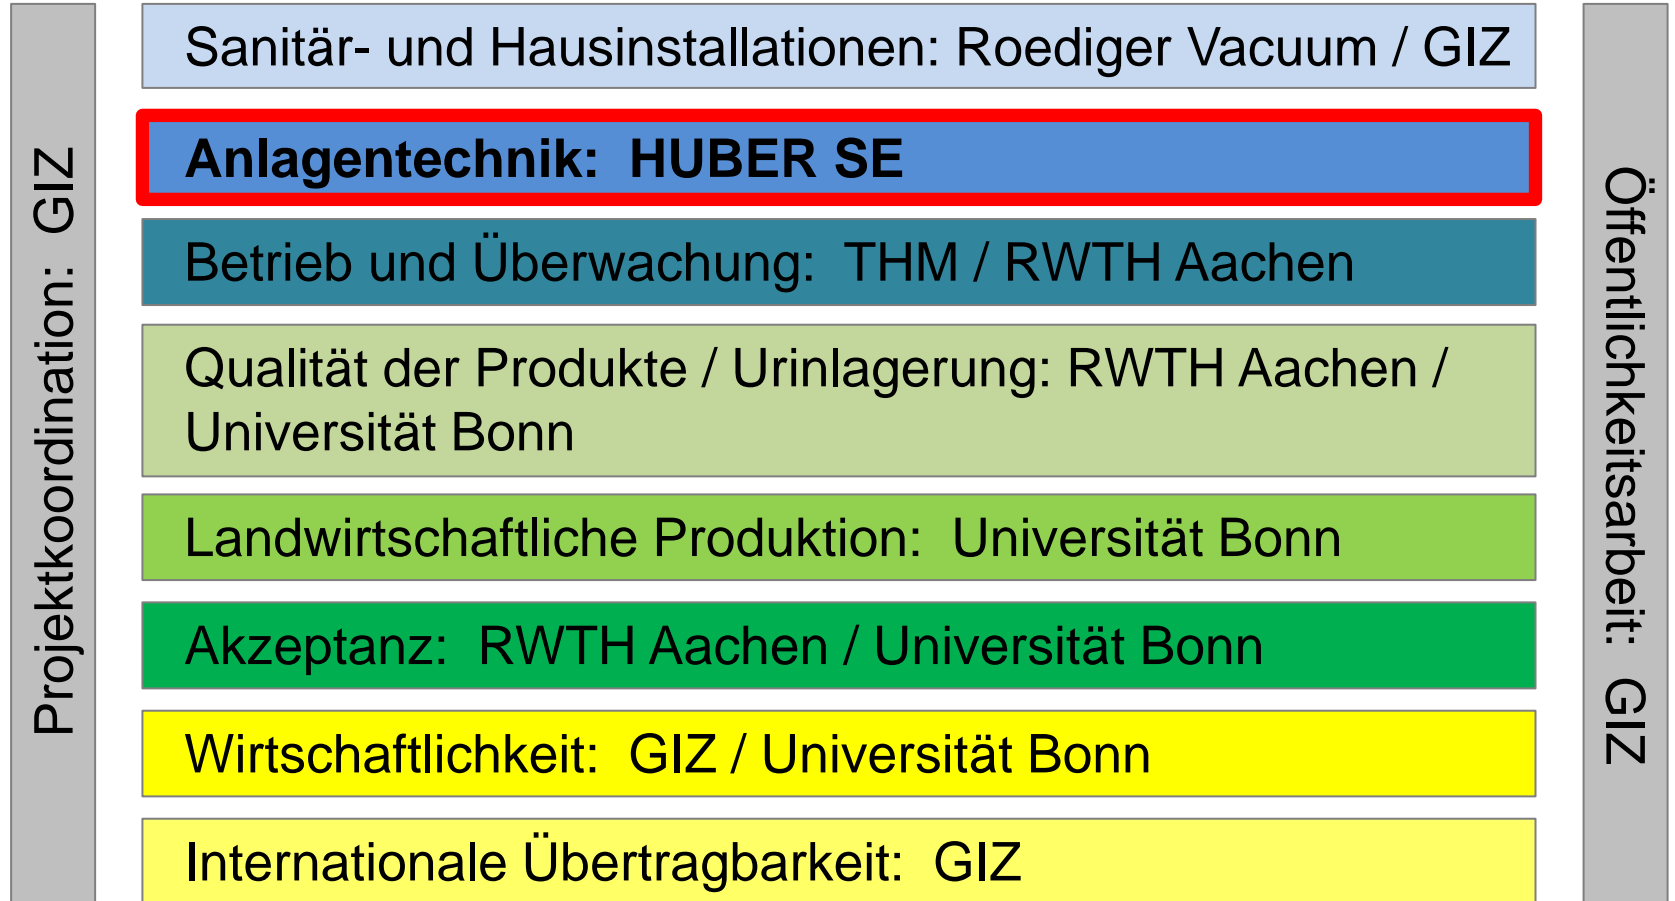 Projektkoordination: GIZ
Sanitär- und Hausinstallationen: Roediger Vacuum / GIZ
Anlagentechnik: HUBER SE
Betrieb und Überwachung: THM / RWTH Aachen
Qualität der Produkte / Urinlagerung: RWTH Aachen /
Universität Bonn
Landwirtschaftliche Produktion: Universität Bonn
Akzeptanz: RWTH Aachen / Universität Bonn
Wirtschaftlichkeit: GIZ / Universität Bonn
Internationale Übertragbarkeit: GIZ
Öffentlichkeitsarbeit: GIZ